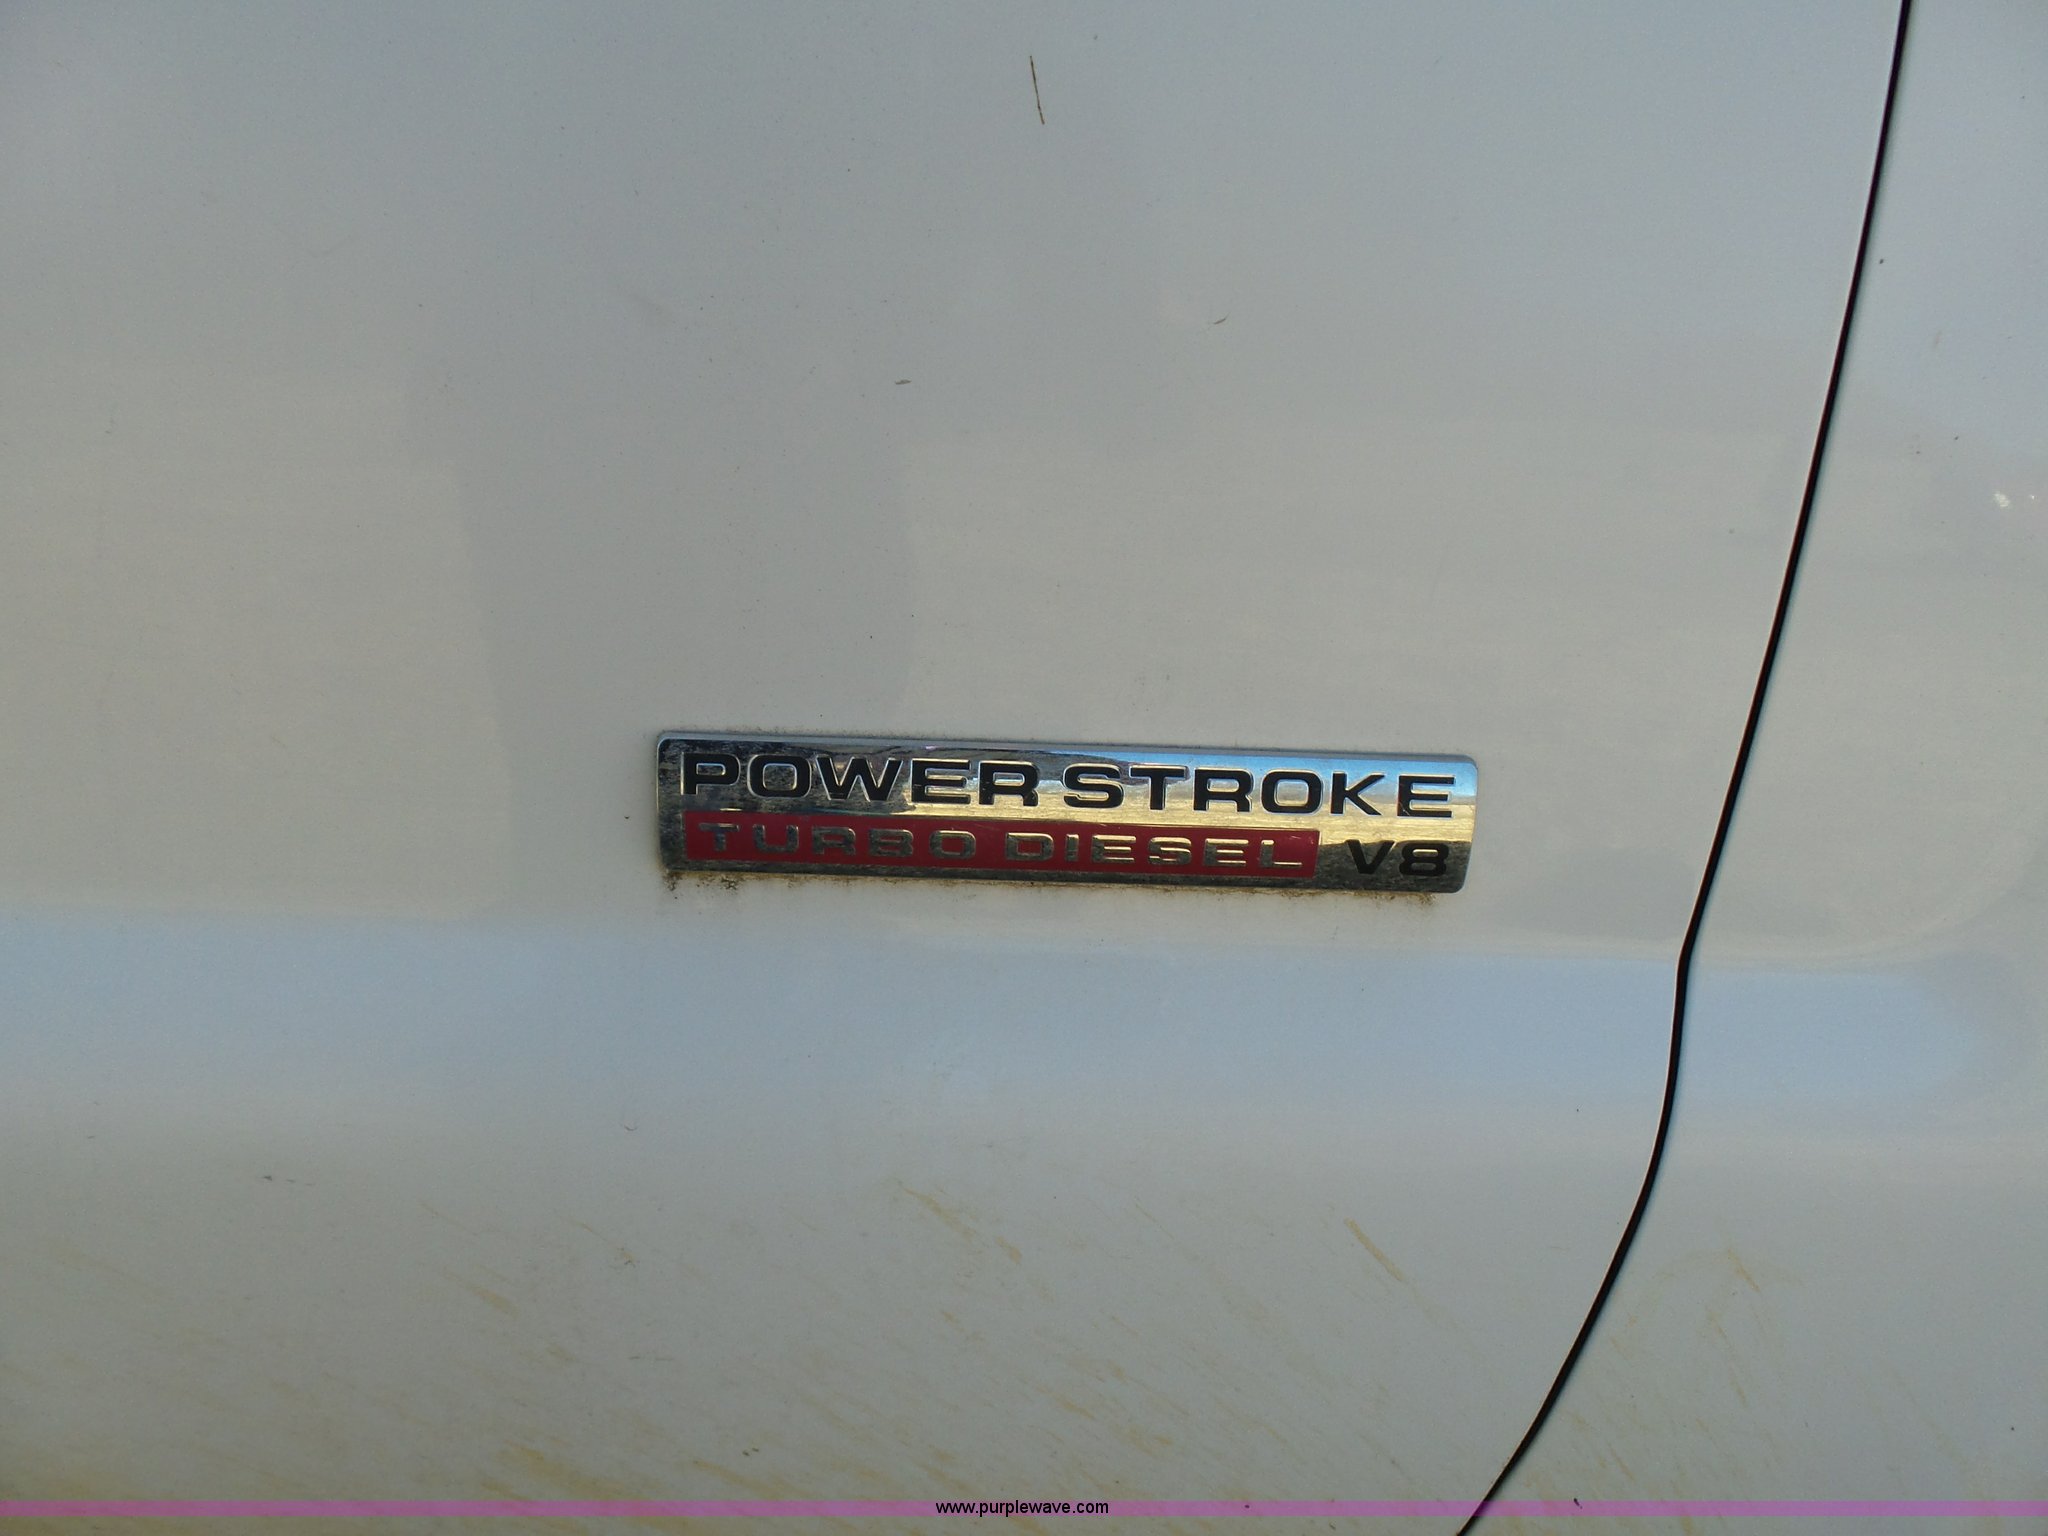 POWER STROKE
TURBO DIESEL V8
www.purplewave.com